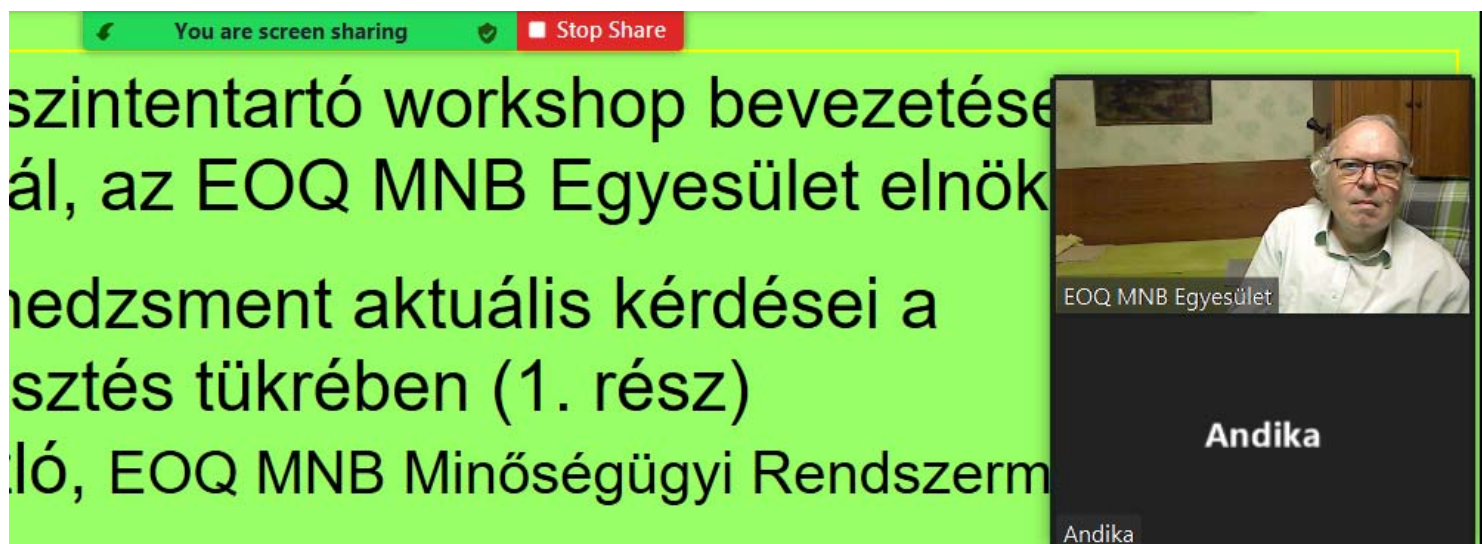 You are screen sharing
Stop Share
szintentartó workshop bevezetése
ál, az EOQ MNB Egyesület elnök
nedzsment aktuális kérdései a
sztés tükrében (1. rész)
ló, EOQ MNB Minőségügyi Rendszerm
EOQ MNB Egyesület
Andika
Andika